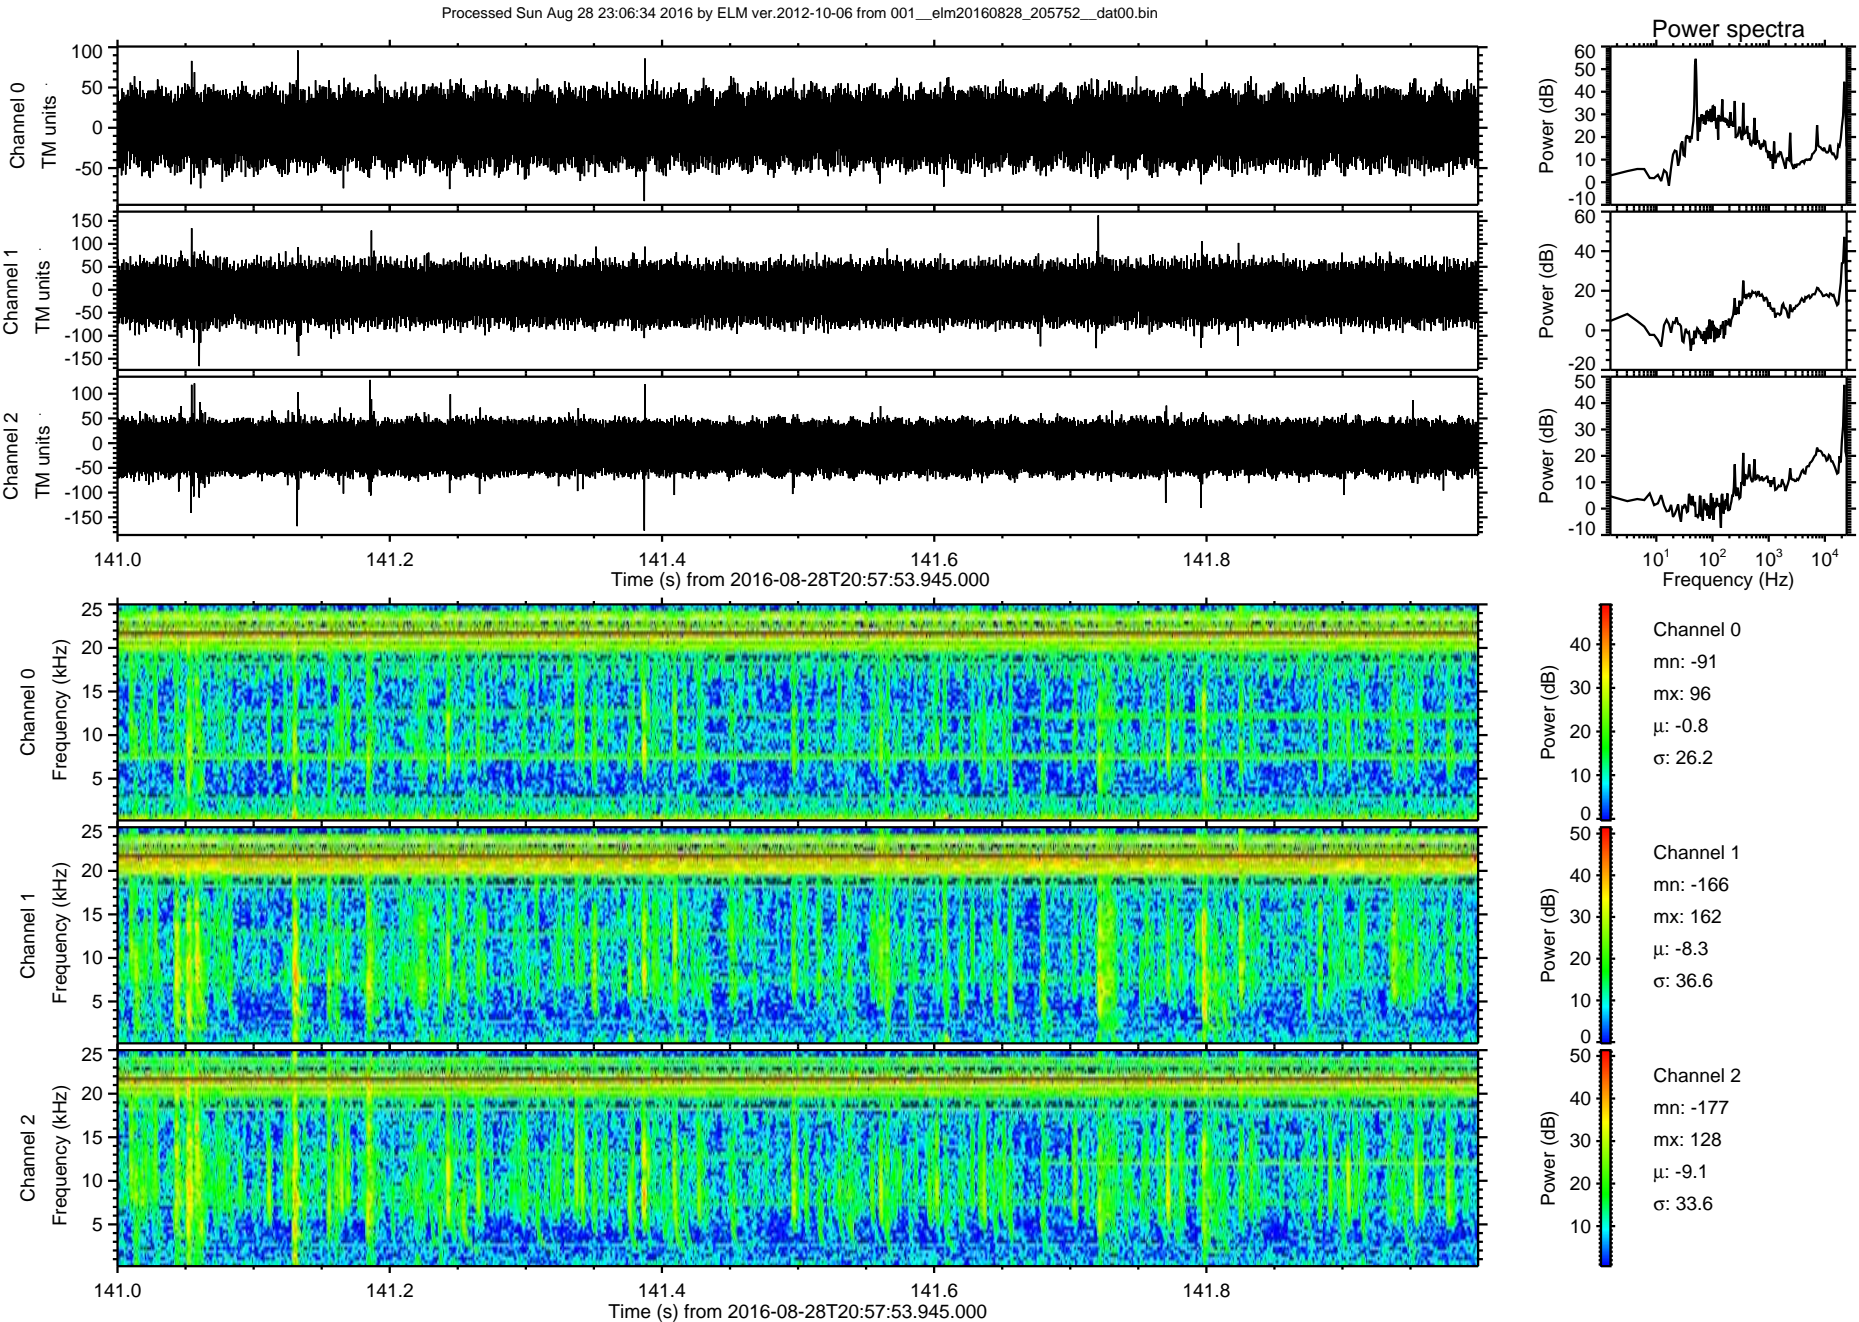 Processed Sun Aug 28 23:06:34 2016 by ELM ver.2012-10-06 from 001__elm20160828_205752__dat00.bin
Power spectra
Channel 0
TM units
100
50
0
-50
Power (dB)
60
50
40
30
20
10
0
-10
Channel 1
TM units
150
100
50
0
-50
-100
-150
Power (dB)
60
40
20
0
-20
Channel 2
TM units
100
50
0
-50
-100
-150
Power (dB)
50
40
30
20
10
0
-10
141.0 141.2 141.4 141.6 141.8
Time (s) from 2016-08-28T20:57:53.945.000
10¹ 10² 10³ 10⁴
Frequency (Hz)
Channel 0
Frequency (kHz)
25
20
15
10
5
Power (dB)
40
30
20
10
0
Channel 0
mn: -91
mx: 96
μ: -0.8
σ: 26.2
Channel 1
Frequency (kHz)
25
20
15
10
5
Power (dB)
50
40
30
20
10
0
Channel 1
mn: -166
mx: 162
μ: -8.3
σ: 36.6
Channel 2
Frequency (kHz)
25
20
15
10
5
Power (dB)
50
40
30
20
10
Channel 2
mn: -177
mx: 128
μ: -9.1
σ: 33.6
141.0 141.2 141.4 141.6 141.8
Time (s) from 2016-08-28T20:57:53.945.000